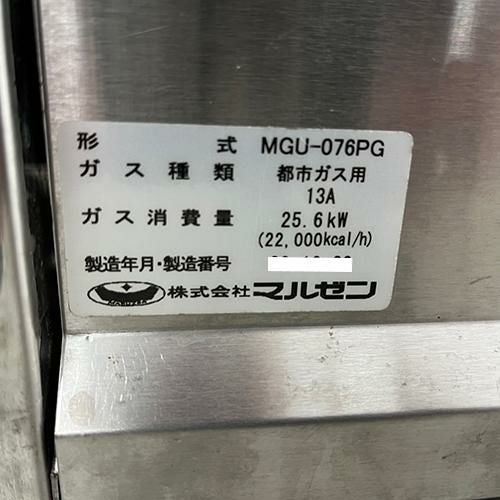 形式 MGU-076PG
ガス種類 都市ガス用
13A
ガス消費量 25.6kW
(22,000kcal/h)
製造年月・製造番号
MARUZEN 株式会社マルゼン